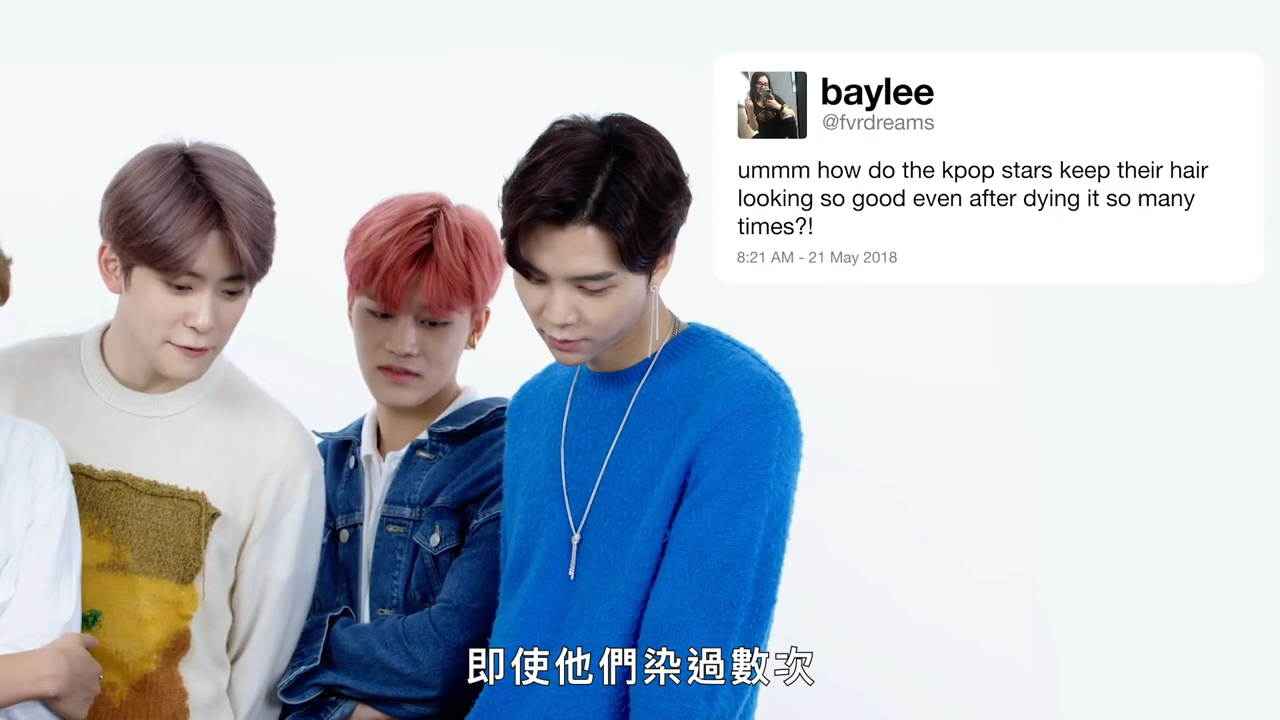 baylee
@fvrdreams
ummm how do the kpop stars keep their hair
looking so good even after dying it so many
times?!
8:21 AM - 21 May 2018
即使他們染過數次